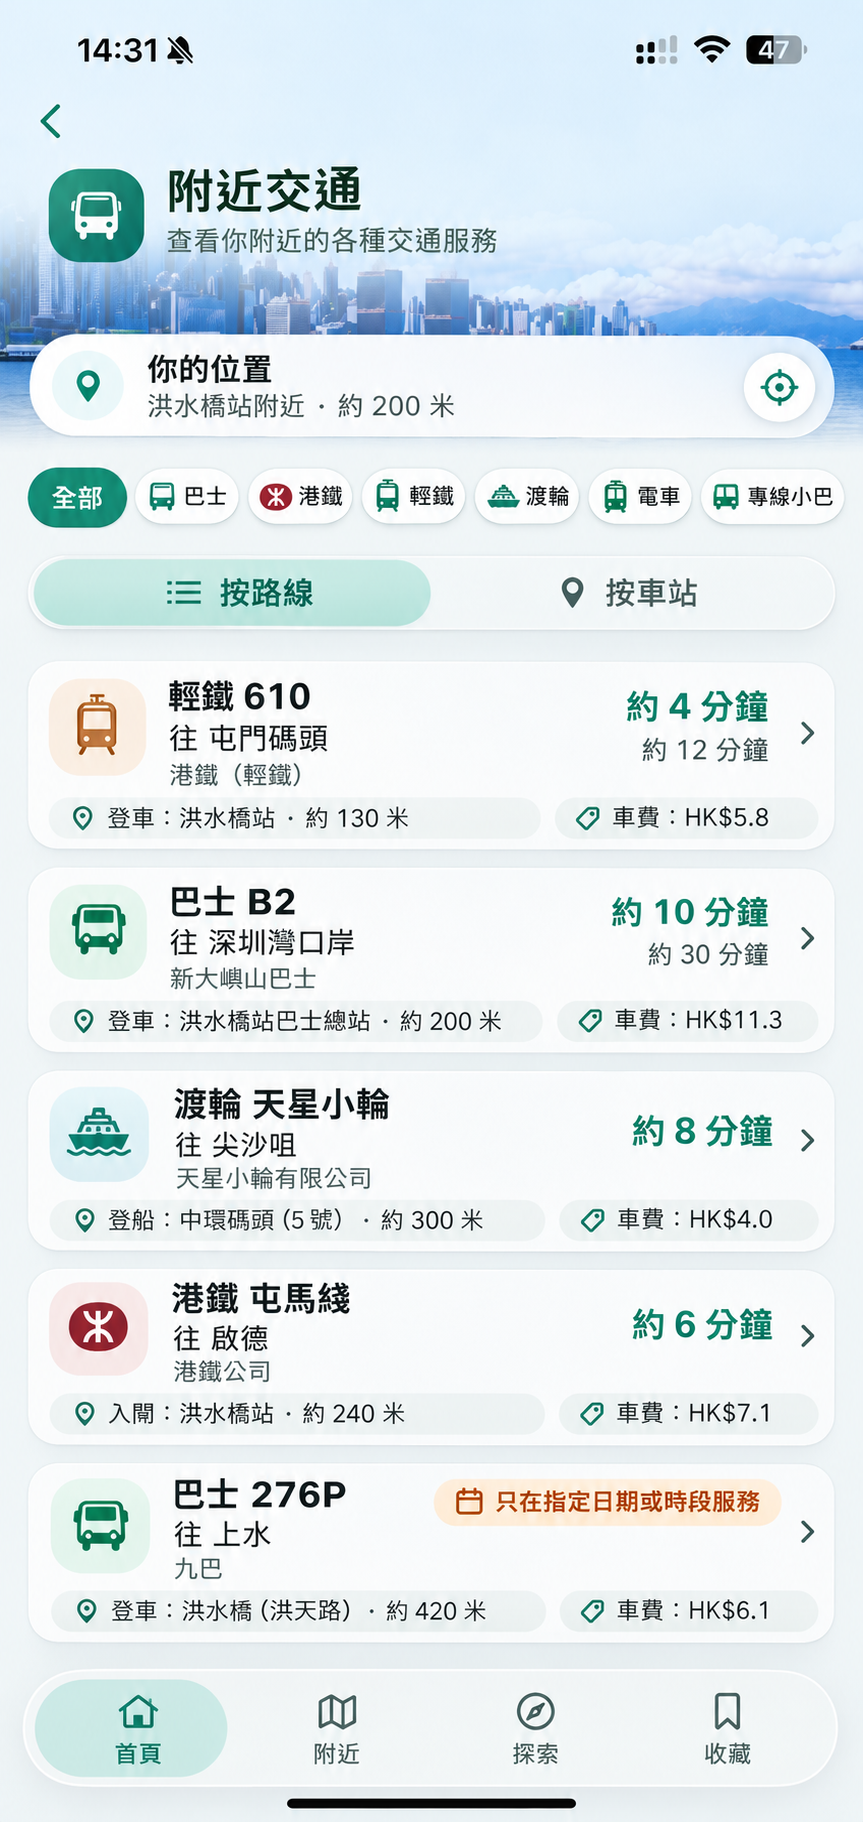 14:31
47
附近交通
查看你附近的各種交通服務
你的位置
洪水橋站附近 · 約 200 米
全部 巴士 港鐵 輕鐵 渡輪 電車 專線小巴
按路線 按車站
輕鐵 610
往 屯門碼頭
港鐵（輕鐵）
約 4 分鐘
約 12 分鐘
登車：洪水橋站 · 約 130 米
車費：HK$5.8
巴士 B2
往 深圳灣口岸
新大嶼山巴士
約 10 分鐘
約 30 分鐘
登車：洪水橋站巴士總站 · 約 200 米
車費：HK$11.3
渡輪 天星小輪
往 尖沙咀
天星小輪有限公司
約 8 分鐘
登船：中環碼頭 (5 號) · 約 300 米
車費：HK$4.0
港鐵 屯馬綫
往 啟德
港鐵公司
約 6 分鐘
入閘：洪水橋站 · 約 240 米
車費：HK$7.1
巴士 276P
往 上水
九巴
只在指定日期或時段服務
登車：洪水橋 (洪天路) · 約 420 米
車費：HK$6.1
首頁 附近 探索 收藏